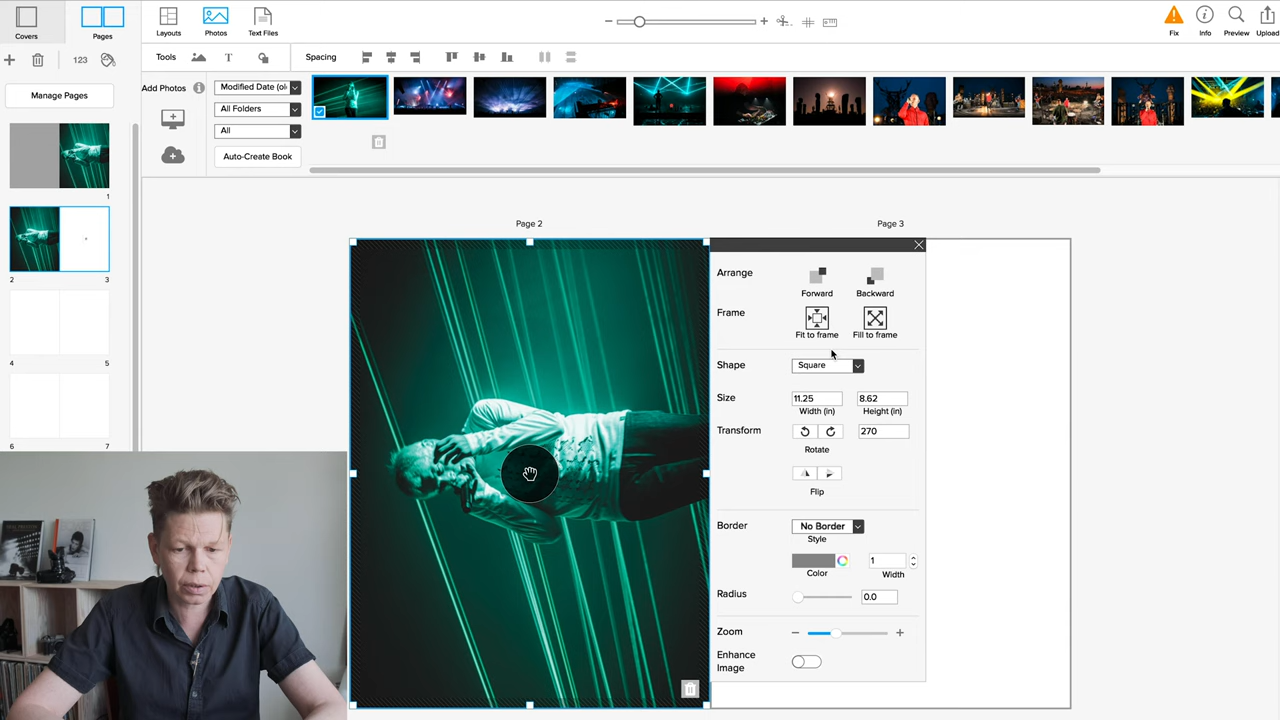 Covers
Pages
Layouts
Photos
Text Files
Fix
Info
Preview
Upload
Tools
T
Spacing
123
Add Photos
Modified Date (ol
All Folders
All
Auto-Create Book
Manage Pages
1
2
3
4
5
6
7
Page 2
Page 3
Arrange
Forward
Backward
Frame
Fit to frame
Fill to frame
Shape
Square
Size
11.25
8.62
Width (in)
Height (in)
Transform
270
Rotate
Flip
Border
No Border
Style
1
Color
Width
Radius
0.0
Zoom
Enhance
Image